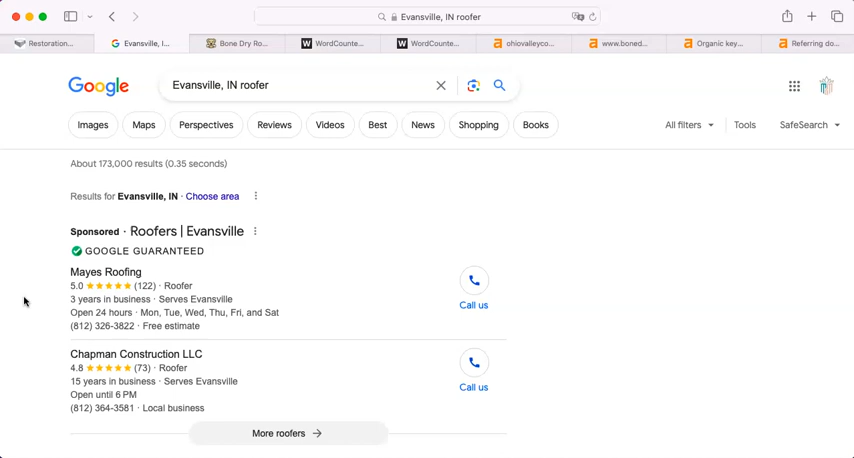 Evansville, IN roofer
Restoration...
Evansville, I...
Bone Dry Ro...
WordCounte...
WordCounte...
ohiovalleyco...
www.boned...
Organic key...
Referring do...
Google
Evansville, IN roofer
Images
Maps
Perspectives
Reviews
Videos
Best
News
Shopping
Books
All filters
Tools
SafeSearch
About 173,000 results (0.35 seconds)
Results for Evansville, IN · Choose area
Sponsored · Roofers | Evansville
GOOGLE GUARANTEED
Mayes Roofing
5.0 ★★★★★ (122) · Roofer
3 years in business · Serves Evansville
Open 24 hours · Mon, Tue, Wed, Thu, Fri, and Sat
(812) 326-3822 · Free estimate
Call us
Chapman Construction LLC
4.8 ★★★★★ (73) · Roofer
15 years in business · Serves Evansville
Open until 6 PM
(812) 364-3581 · Local business
Call us
More roofers →